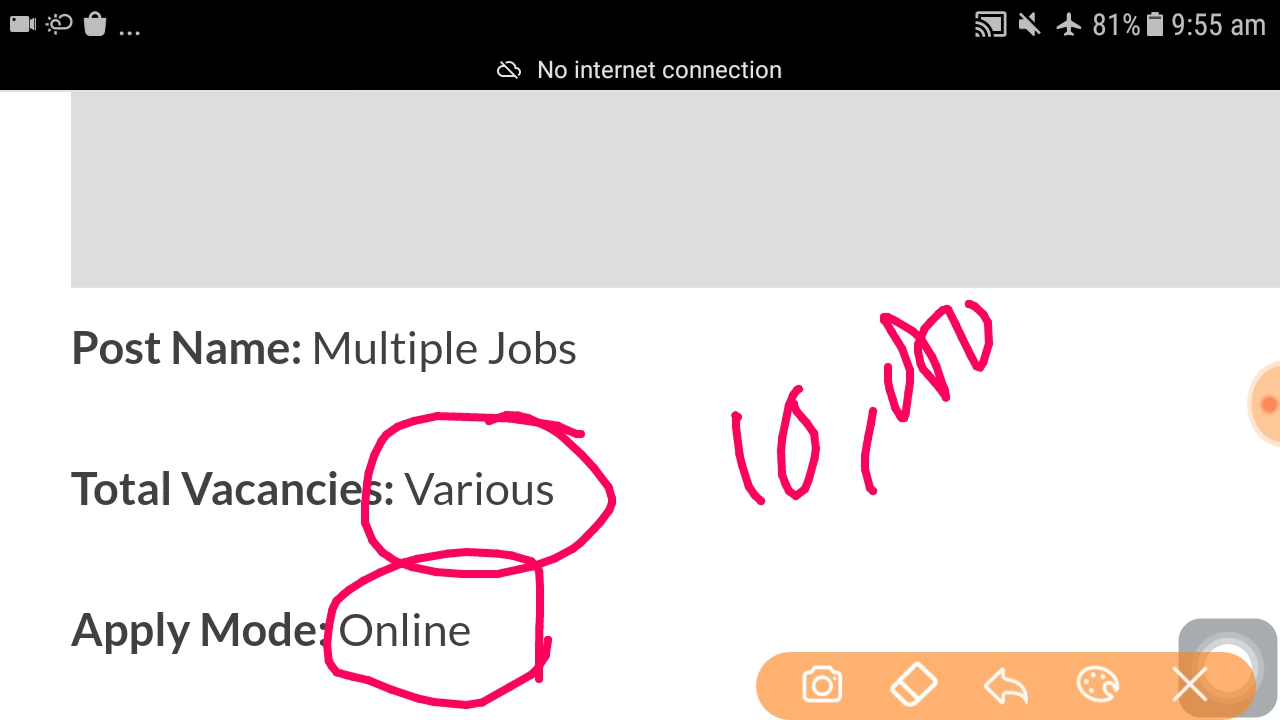 ... 81% 9:55 am
No internet connection
Post Name: Multiple Jobs
10,000
Total Vacancies: Various
Apply Mode: Online